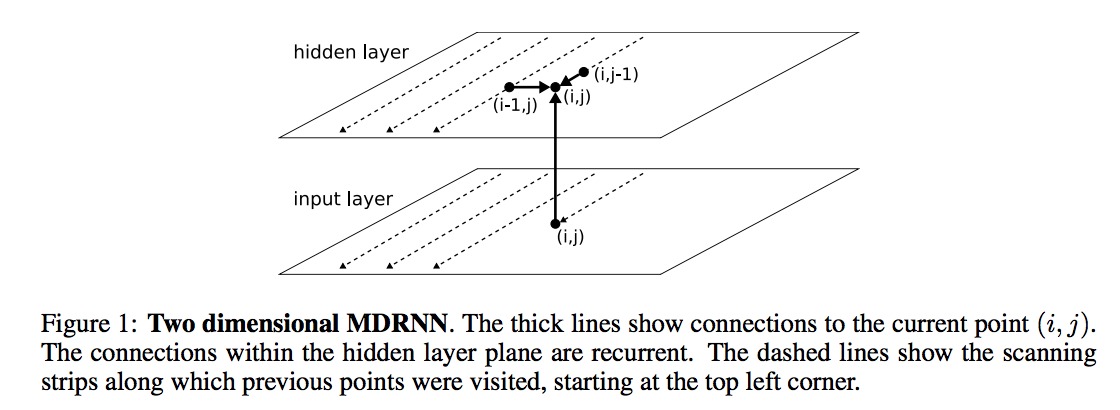 hidden layer
(i,j-1)
(i-1,j)
(i,j)
input layer
(i,j)
Figure 1: Two dimensional MDRNN. The thick lines show connections to the current point (i, j).
The connections within the hidden layer plane are recurrent. The dashed lines show the scanning
strips along which previous points were visited, starting at the top left corner.